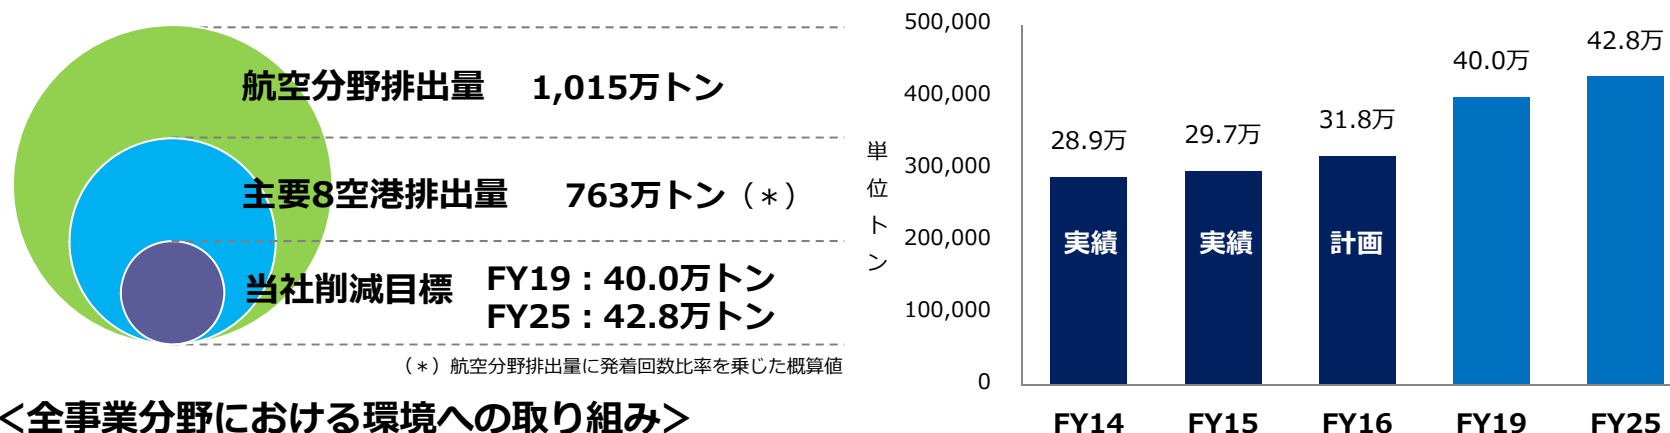 航空分野排出量 1,015万トン
主要8空港排出量 763万トン（＊）
当社削減目標 FY19：40.0万トン
FY25：42.8万トン
（＊）航空分野排出量に発着回数比率を乗じた概算値
＜全事業分野における環境への取り組み＞
単位トン
500,000
400,000
300,000
200,000
100,000
0
28.9万
29.7万
31.8万
40.0万
42.8万
実績
実績
計画
FY14
FY15
FY16
FY19
FY25